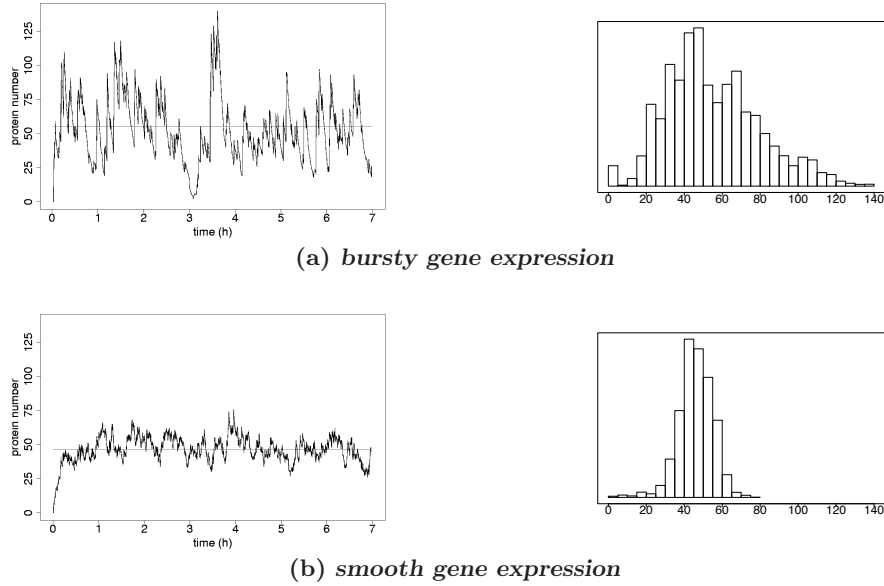 protein number
125
100
75
50
25
0
0 1 2 3 4 5 6 7
time (h)
0 20 40 60 80 100 120 140
(a) bursty gene expression
protein number
125
100
75
50
25
0
0 1 2 3 4 5 6 7
time (h)
0 20 40 60 80 100 120 140
(b) smooth gene expression